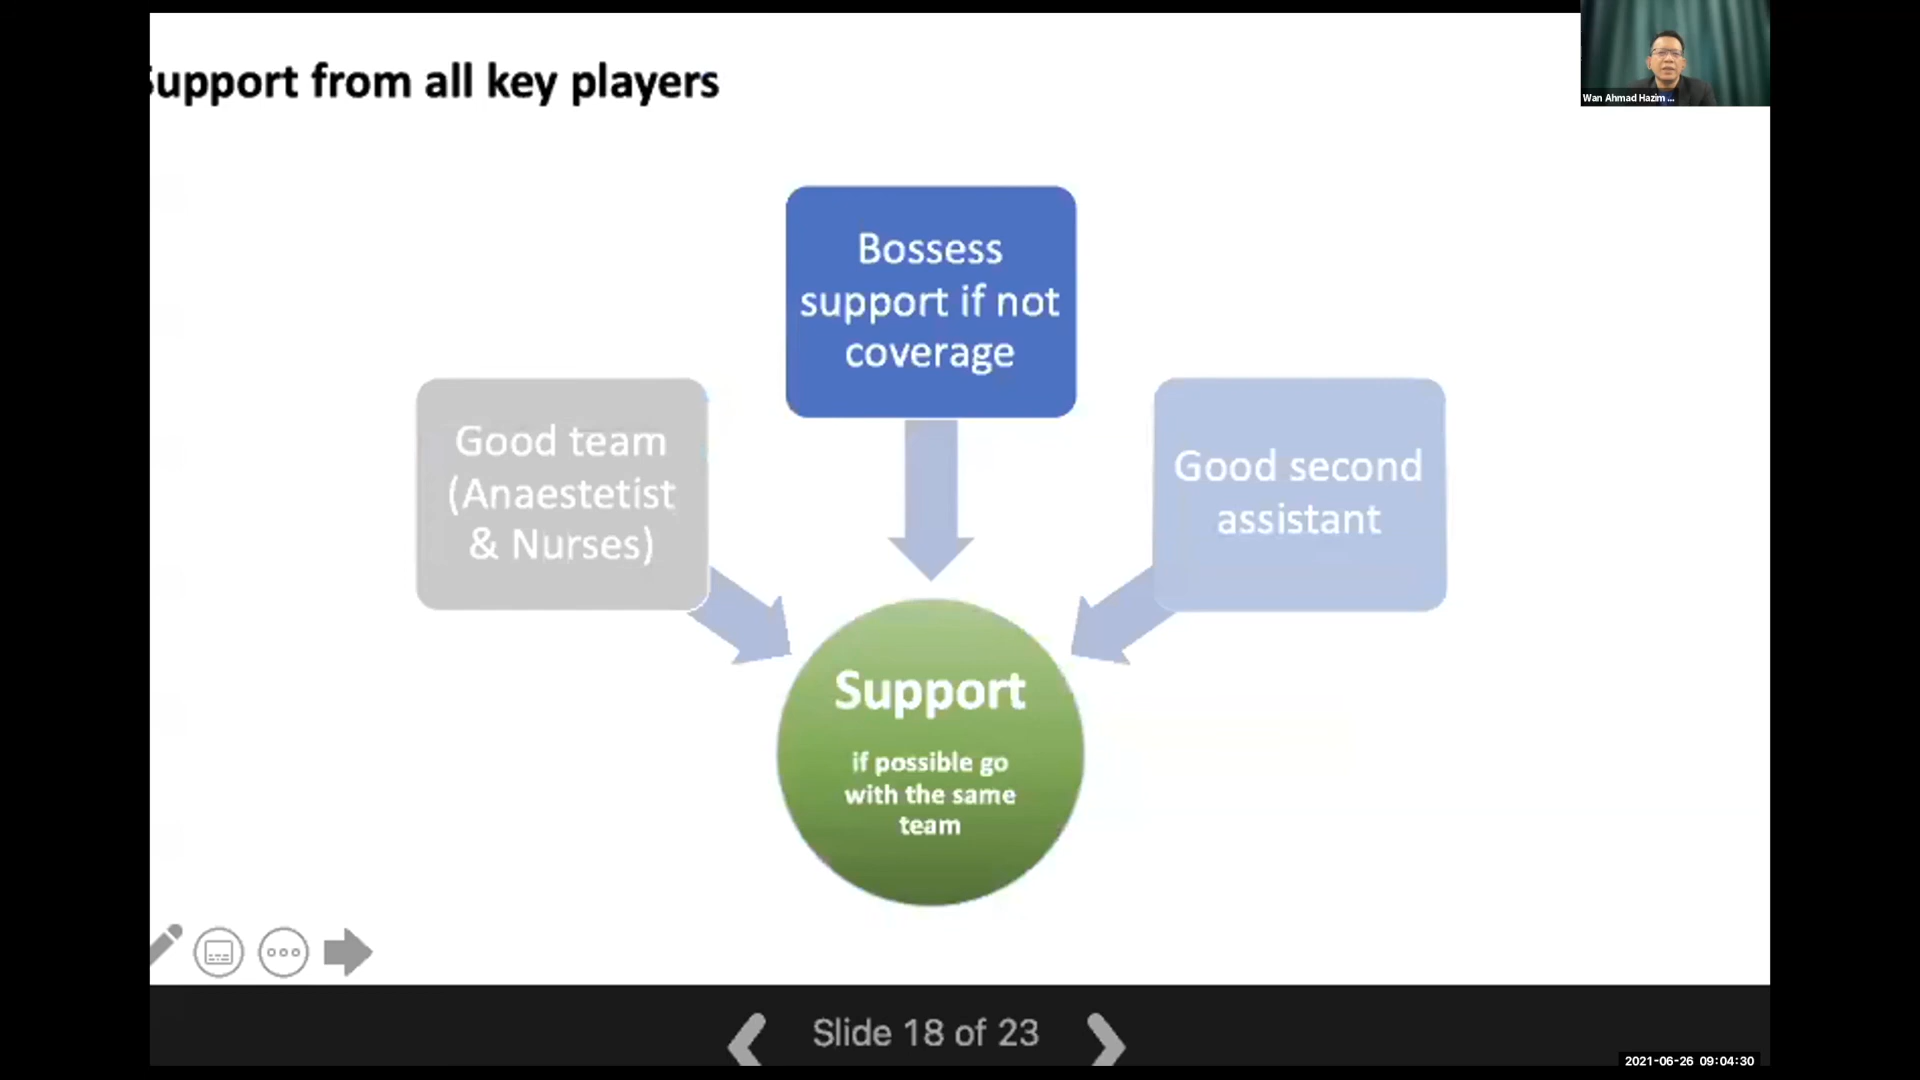 Support from all key players
Wan Ahmad Hazim ...
Bossess
support if not
coverage
Good team
(Anaestetist
& Nurses)
Good second
assistant
Support
if possible go
with the same
team
Slide 18 of 23
2021-06-26 09:04:30